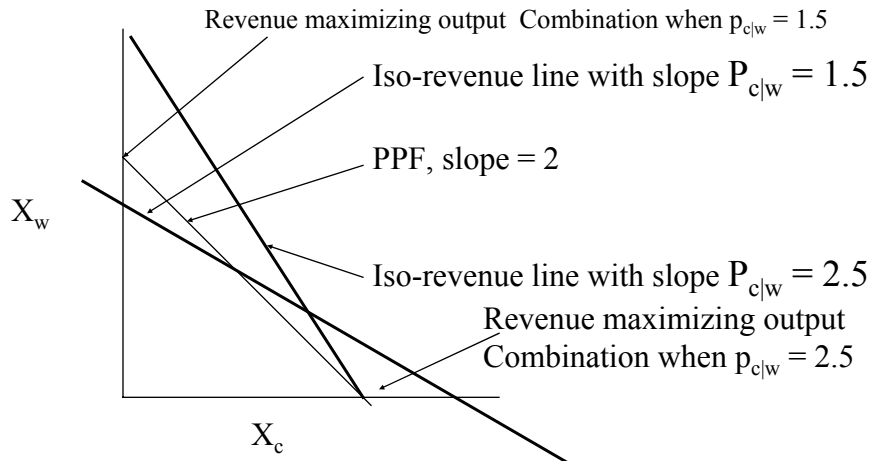 Revenue maximizing output Combination when p_c|w = 1.5
Iso-revenue line with slope P_c|w = 1.5
PPF, slope = 2
X_w
Iso-revenue line with slope P_c|w = 2.5
Revenue maximizing output
Combination when p_c|w = 2.5
X_c